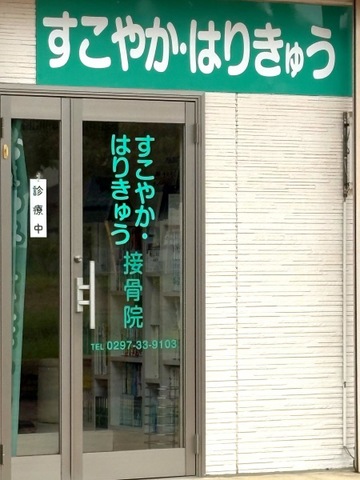 すこやか・はりきゅう
すこやか・
はりきゅう
接骨院
TEL 0297-33-9103
診療中